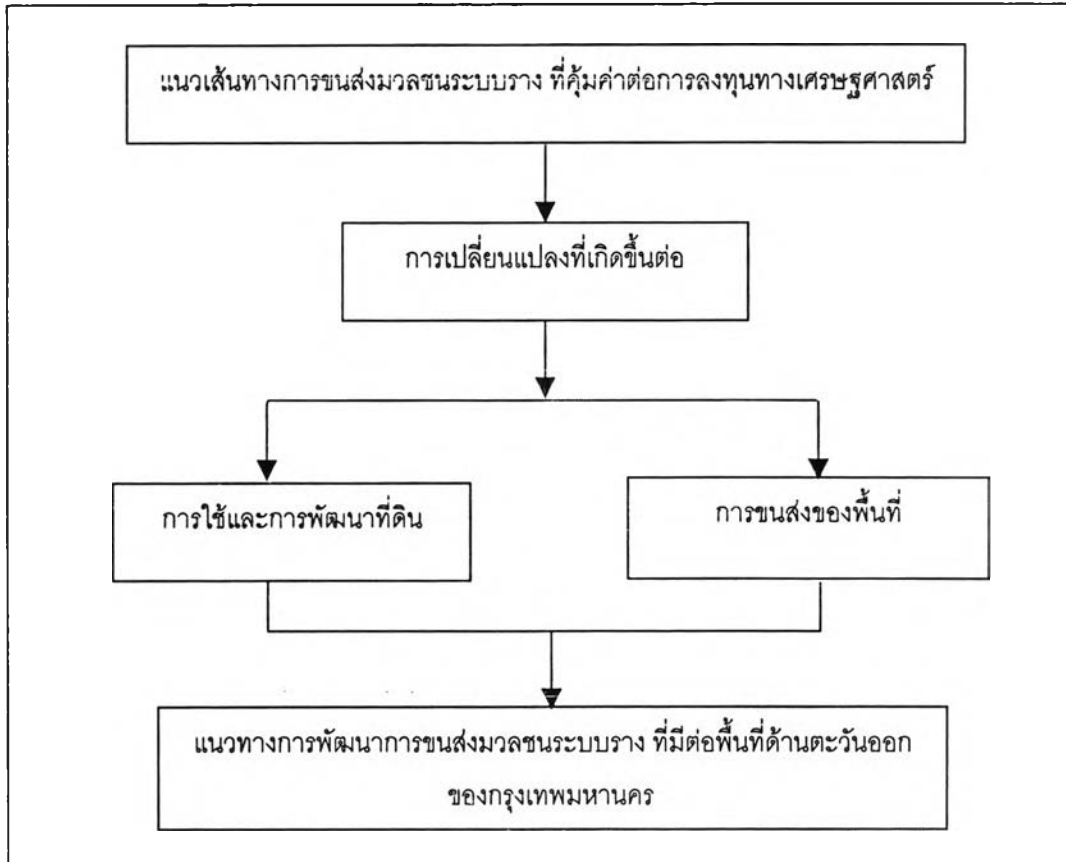 แนวเส้นทางการขนส่งมวลชนระบบราง ที่คุ้มค่าต่อการลงทุนทางเศรษฐศาสตร์
การเปลี่ยนแปลงที่เกิดขึ้นต่อ
การใช้และการพัฒนาที่ดิน
การขนส่งของพื้นที่
แนวทางการพัฒนาการขนส่งมวลชนระบบราง ที่มีต่อพื้นที่ด้านตะวันออก
ของกรุงเทพมหานคร